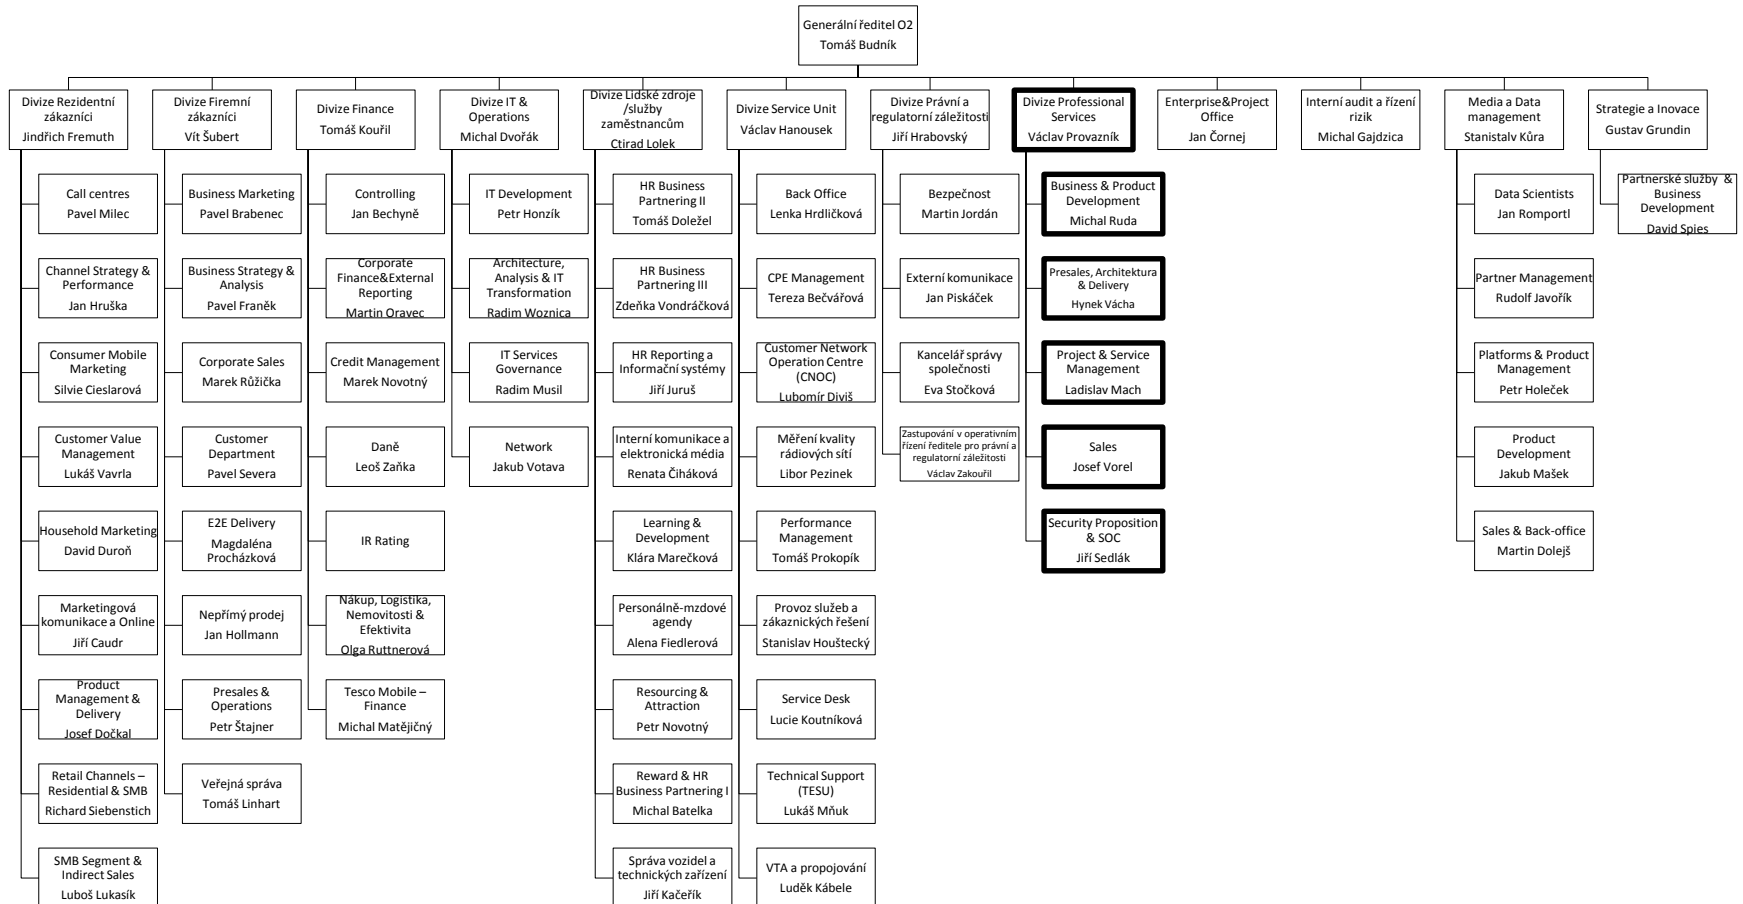 Generální ředitel O2
Tomáš Budník
Divize Rezidentní
zákazníci
Jindřich Fremuth
Call centres
Pavel Milec
Channel Strategy &
Performance
Jan Hruška
Consumer Mobile
Marketing
Silvie Cieslarová
Customer Value
Management
Lukáš Vavrla
Household Marketing
David Duroň
Marketingová
komunikace a Online
Jiří Caudr
Product
Management &
Delivery
Josef Dočkal
Retail Channels –
Residential & SMB
Richard Siebenstich
SMB Segment &
Indirect Sales
Luboš Lukasík
Divize Firemní
zákazníci
Vít Šubert
Business Marketing
Pavel Brabenec
Business Strategy &
Analysis
Pavel Franěk
Corporate Sales
Marek Růžička
Customer
Department
Pavel Severa
E2E Delivery
Magdaléna
Procházková
Nepřímý prodej
Jan Hollmann
Presales &
Operations
Petr Štajner
Veřejná správa
Tomáš Linhart
Divize Finance
Tomáš Kouřil
Controlling
Jan Bechyně
Corporate
Finance&External
Reporting
Martin Oravec
Credit Management
Marek Novotný
Daně
Leoš Zaňka
IR Rating
Nákup, Logistika,
Nemovitosti &
Efektivita
Olga Ruttnerová
Tesco Mobile –
Finance
Michal Matějičný
Divize IT &
Operations
Michal Dvořák
IT Development
Petr Honzík
Architecture,
Analysis & IT
Transformation
Radim Woznica
IT Services
Governance
Radim Musil
Network
Jakub Votava
Divize Lidské zdroje
/služby
zaměstnancům
Ctirad Lolek
HR Business
Partnering II
Tomáš Doležel
HR Business
Partnering III
Zdeňka Vondráčková
HR Reporting a
Informační systémy
Jiří Juruš
Interní komunikace a
elektronická média
Renata Čiháková
Learning &
Development
Klára Marečková
Personálně-mzdové
agendy
Alena Fiedlerová
Resourcing &
Attraction
Petr Novotný
Reward & HR
Business Partnering I
Michal Batelka
Správa vozidel a
technických zařízení
Jiří Kačeřík
Divize Service Unit
Václav Hanousek
Back Office
Lenka Hrdličková
CPE Management
Tereza Bečvářová
Customer Network
Operation Centre
(CNOC)
Lubomír Diviš
Měření kvality
rádiových sítí
Libor Pezinek
Performance
Management
Tomáš Prokopík
Provoz služeb a
zákaznických řešení
Stanislav Houštecký
Service Desk
Lucie Koutníková
Technical Support
(TESU)
Lukáš Mňuk
VTA a propojování
Luděk Kábele
Divize Právní a
regulatorní záležitosti
Jiří Hrabovský
Bezpečnost
Martin Jordán
Externí komunikace
Jan Piskáček
Kancelář správy
společnosti
Eva Stočková
Zastupování v operativním
řízení ředitele pro právní a
regulatorní záležitosti
Václav Zakouřil
Divize Professional
Services
Václav Provazník
Business & Product
Development
Michal Ruda
Presales, Architektura
& Delivery
Hynek Vácha
Project & Service
Management
Ladislav Mach
Sales
Josef Vorel
Security Proposition
& SOC
Jiří Sedlák
Enterprise&Project
Office
Jan Čornej
Interní audit a řízení
rizik
Michal Gajdzica
Media a Data
management
Stanistalv Kůra
Data Scientists
Jan Romportl
Partner Management
Rudolf Javořík
Platforms & Product
Management
Petr Holeček
Product
Development
Jakub Mašek
Sales & Back-office
Martin Dolejš
Strategie a Inovace
Gustav Grundin
Partnerské služby &
Business
Development
David Spies